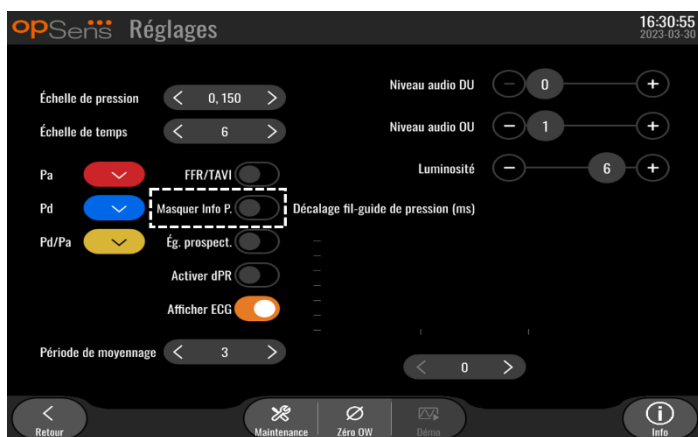 opSens Réglages
16:30:55
2023-03-30
Échelle de pression 0, 150
Niveau audio DU 0
Échelle de temps 6
Niveau audio OU 1
Pa FFR/TAVI
Luminosité 6
Pd Masquer Info P. Décalage fil-guide de pression (ms)
Pd/Pa Ég. prospect.
Activer dPR
Afficher ECG
Période de moyennage 3
0
Retour Maintenance Zéro OW Démo Info